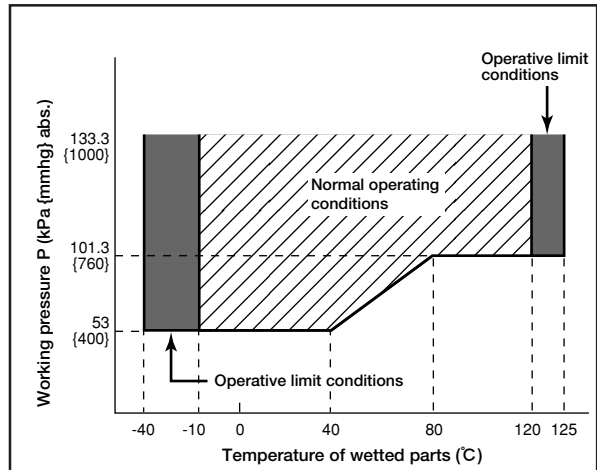 Operative limit
conditions
133.3
{1000}
Normal operating
conditions
101.3
{760}
53
{400}
Operative limit conditions
Working pressure P (kPa {mmhg} abs.)
-40 -10 0 40 80 120 125
Temperature of wetted parts (℃)